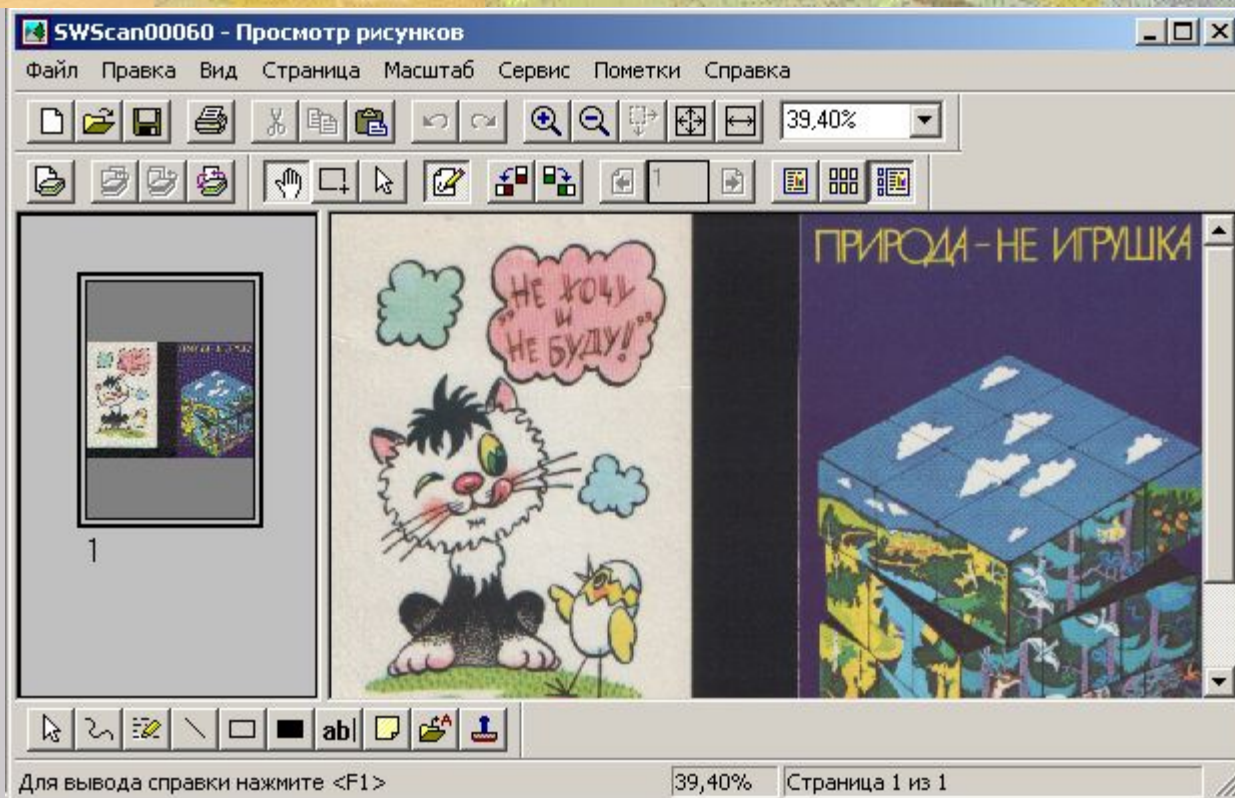 SWScan00060 - Просмотр рисунков
Файл Правка Вид Страница Масштаб Сервис Пометки Справка
39,40%
1
"НЕ ХОЧУ
И
НЕ БУДУ!"
ПРИРОДА - НЕ ИГРУШКА
1
ab
A
Для вывода справки нажмите <F1>
39,40%
Страница 1 из 1